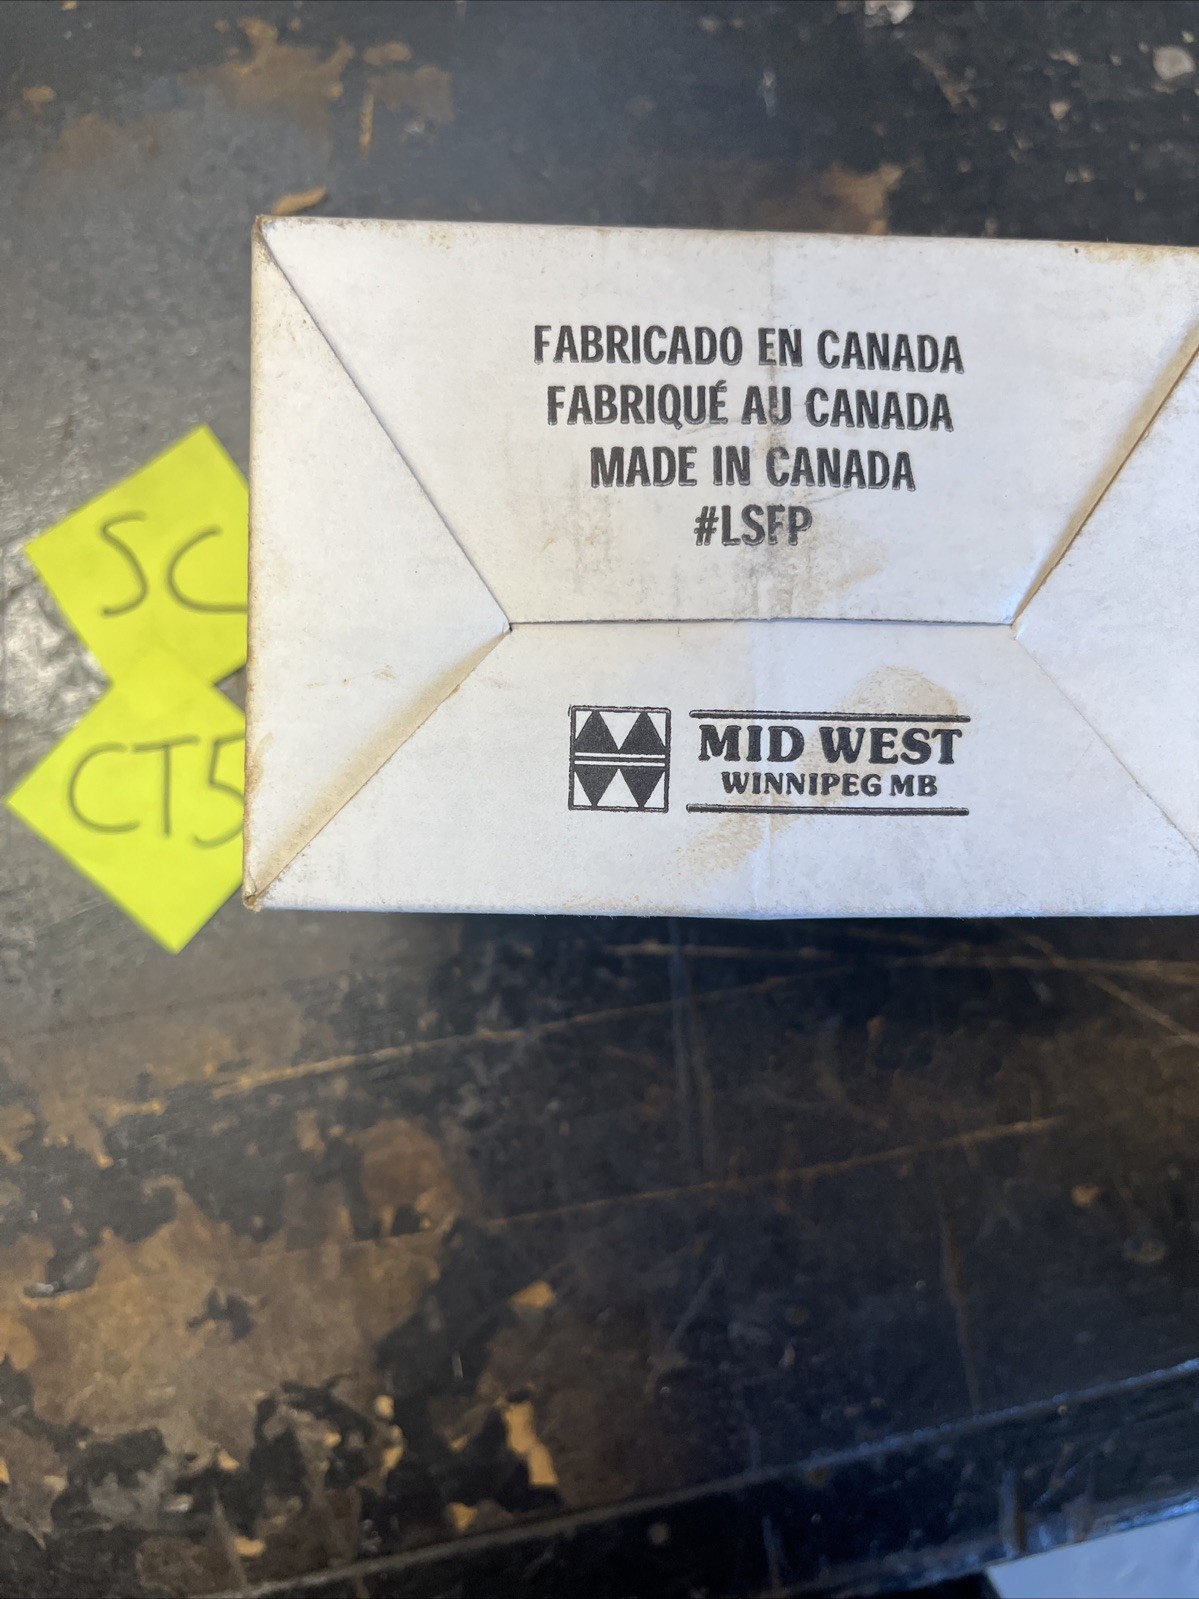 FABRICADO EN CANADA
FABRIQUÉ AU CANADA
MADE IN CANADA
#LSFP
SC
CT5
MID WEST
WINNIPEG MB